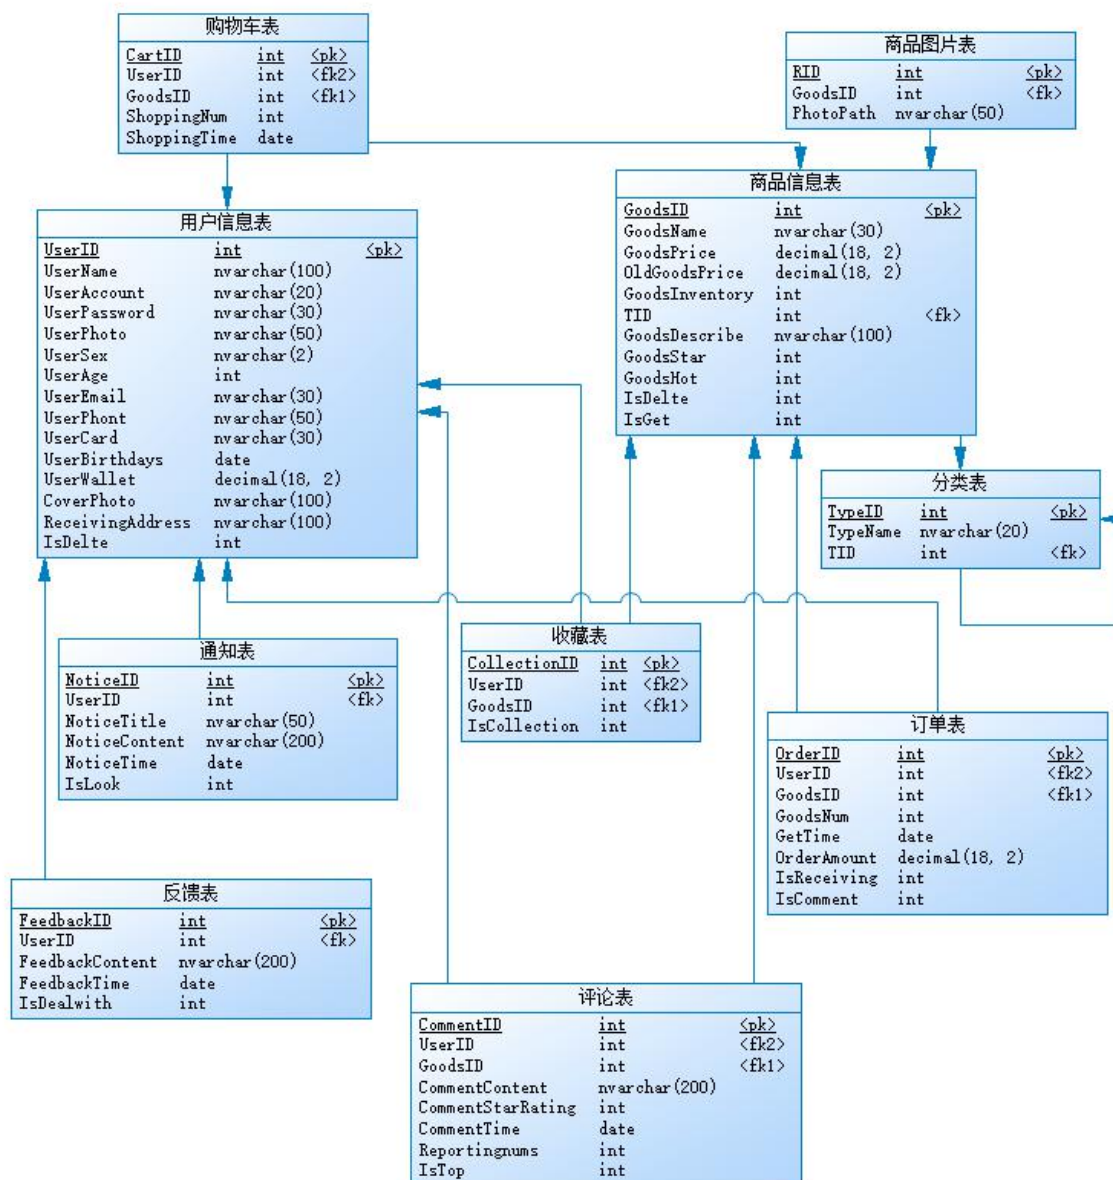 购物车表
CartID int <pk>
UserID int <fk2>
GoodsID int <fk1>
ShoppingNum int
ShoppingTime date
商品图片表
RID int <pk>
GoodsID int <fk>
PhotoPath nvarchar(50)
用户信息表
UserID int <pk>
UserName nvarchar(100)
UserAccount nvarchar(20)
UserPassword nvarchar(30)
UserPhoto nvarchar(50)
UserSex nvarchar(2)
UserAge int
UserEmail nvarchar(30)
UserPhont nvarchar(50)
UserCard nvarchar(30)
UserBirthdays date
UserWallet decimal(18, 2)
CoverPhoto nvarchar(100)
ReceivingAddress nvarchar(100)
IsDelte int
商品信息表
GoodsID int <pk>
GoodsName nvarchar(30)
GoodsPrice decimal(18, 2)
OldGoodsPrice decimal(18, 2)
GoodsInventory int
TID int <fk>
GoodsDescribe nvarchar(100)
GoodsStar int
GoodsHot int
IsDelte int
IsGet int
分类表
TypeID int <pk>
TypeName nvarchar(20)
TID int <fk>
通知表
NoticeID int <pk>
UserID int <fk>
NoticeTitle nvarchar(50)
NoticeContent nvarchar(200)
NoticeTime date
IsLook int
收藏表
CollectionID int <pk>
UserID int <fk2>
GoodsID int <fk1>
IsCollection int
订单表
OrderID int <pk>
UserID int <fk2>
GoodsID int <fk1>
GoodsNum int
GetTime date
OrderAmount decimal(18, 2)
IsReceiving int
IsComment int
反馈表
FeedbackID int <pk>
UserID int <fk>
FeedbackContent nvarchar(200)
FeedbackTime date
IsDealwith int
评论表
CommentID int <pk>
UserID int <fk2>
GoodsID int <fk1>
CommentContent nvarchar(200)
CommentStarRating int
CommentTime date
Reportingnums int
IsTop int